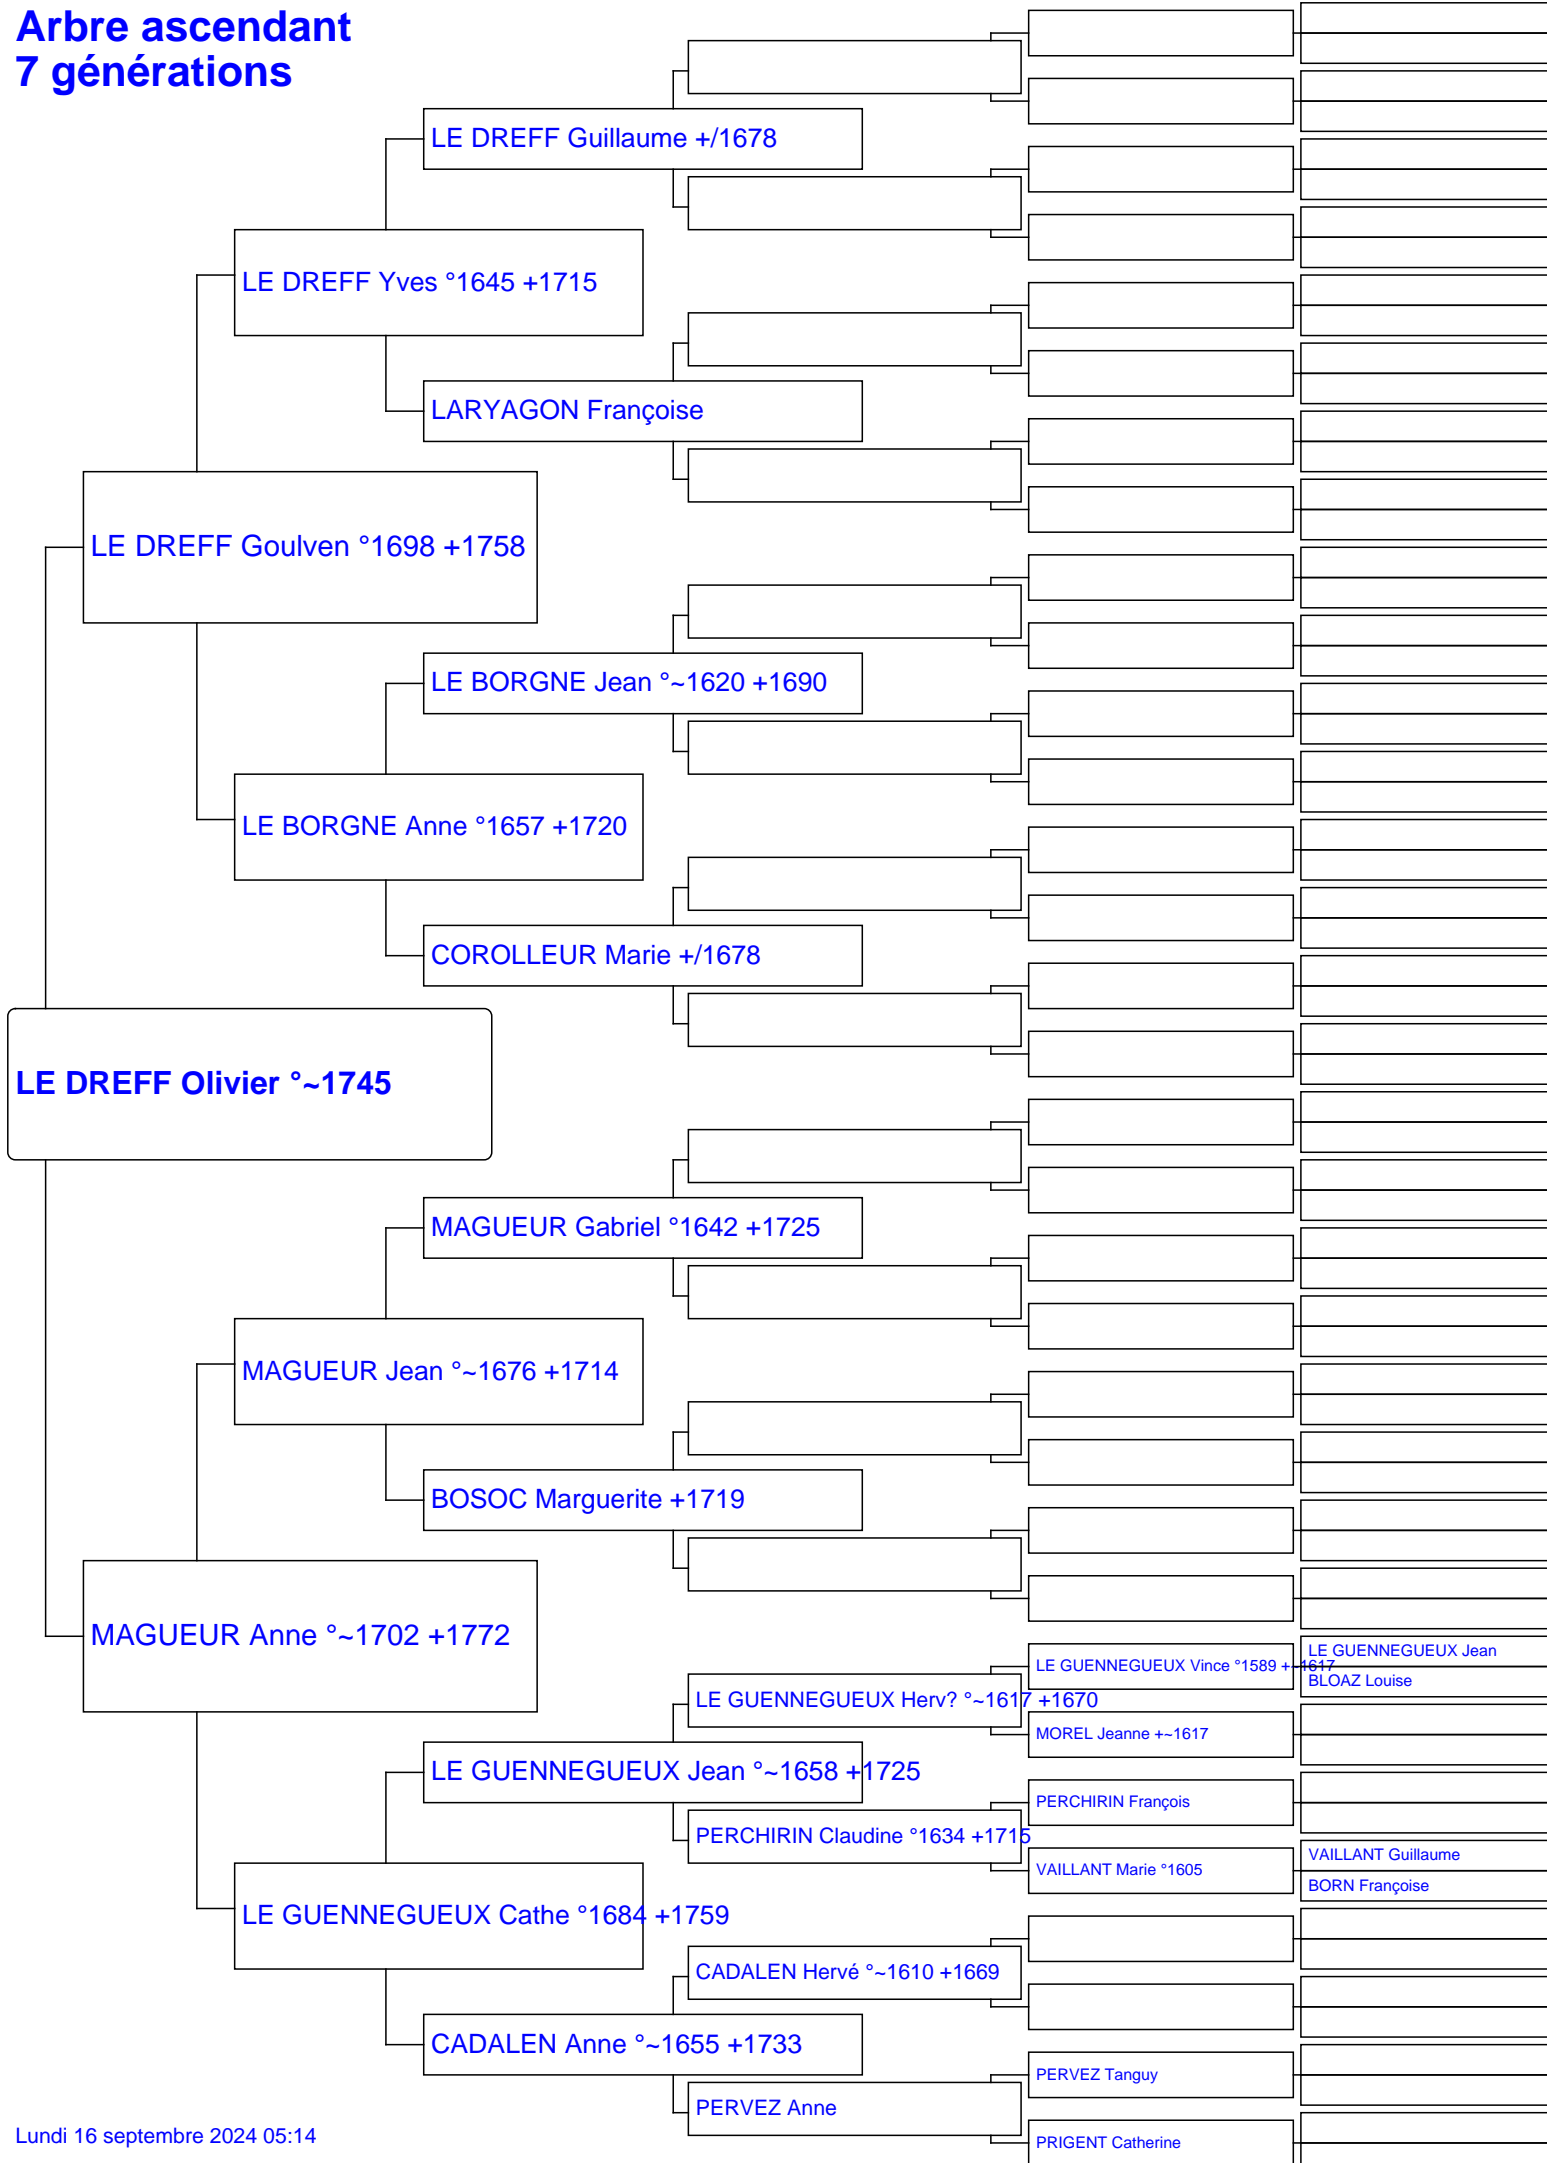 Arbre ascendant
7 générations
LE DREFF Guillaume +/1678
LE DREFF Yves °1645 +1715
LARYAGON Françoise
LE DREFF Goulven °1698 +1758
LE BORGNE Jean °~1620 +1690
LE BORGNE Anne °1657 +1720
COROLLEUR Marie +/1678
LE DREFF Olivier °~1745
MAGUEUR Gabriel °1642 +1725
MAGUEUR Jean °~1676 +1714
BOSOC Marguerite +1719
MAGUEUR Anne °~1702 +1772
LE GUENNEGUEUX Jean
LE GUENNEGUEUX Vince °1589 +~1617
BLOAZ Louise
LE GUENNEGUEUX Herv? °~1617 +1670
MOREL Jeanne +~1617
LE GUENNEGUEUX Jean °~1658 +1725
PERCHIRIN François
PERCHIRIN Claudine °1634 +1715
VAILLANT Guillaume
VAILLANT Marie °1605
BORN Françoise
LE GUENNEGUEUX Cathe °1684 +1759
CADALEN Hervé °~1610 +1669
CADALEN Anne °~1655 +1733
PERVEZ Tanguy
PERVEZ Anne
PRIGENT Catherine
Lundi 16 septembre 2024 05:14